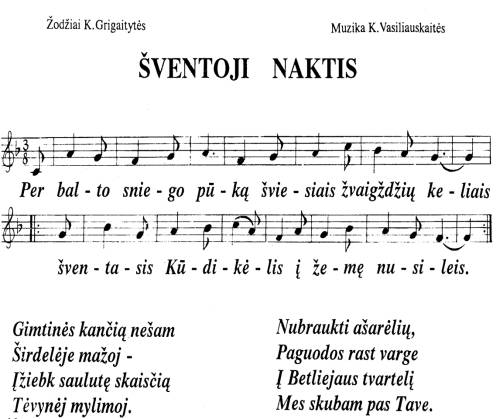 Žodžiai K.Grigaitytės
Muzika K.Vasiliauskaitės
ŠVENTOJI NAKTIS
3
8
Per bal - to snie - go pū - ką švie - siais žvaigždžių ke - liais
šven - ta - sis Kū - di - kė - lis į že - mę nu - si - leis.
Gimtinės kančią nešam
Širdelėje mažoj -
Įžiebk saulutę skaisčią
Tėvynėj mylimoj.
Nubraukti ašarėlių,
Paguodos rast varge
Į Betliejaus tvartelį
Mes skubam pas Tave.